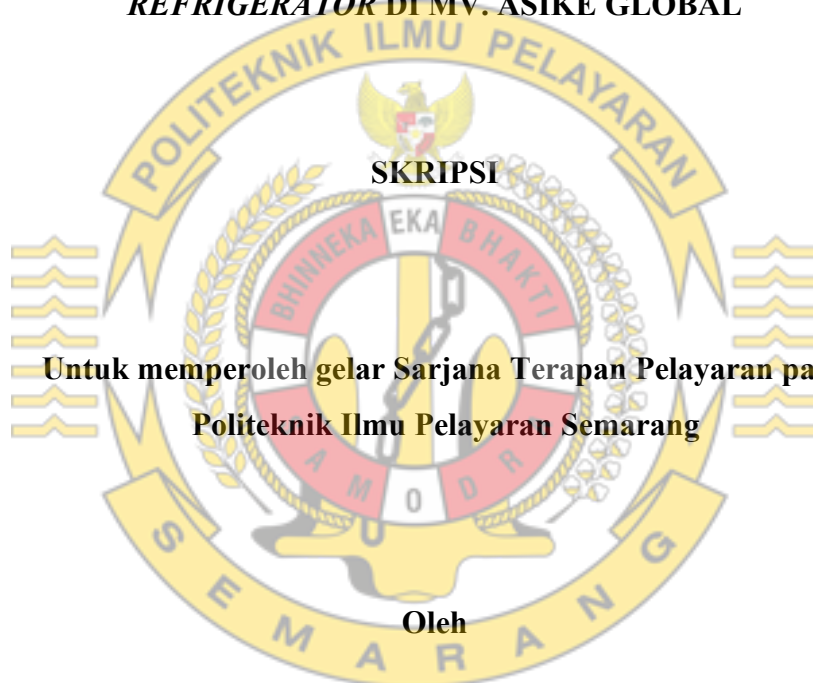 REFRIGERATOR DI MV. ASIKE GLOBAL
POLITEKNIK ILMU PELAYARAN
SKRIPSI
BHINNEKA EKA BHAKTI
Untuk memperoleh gelar Sarjana Terapan Pelayaran pa
Politeknik Ilmu Pelayaran Semarang
SAMODRA
Oleh
SEMARANG